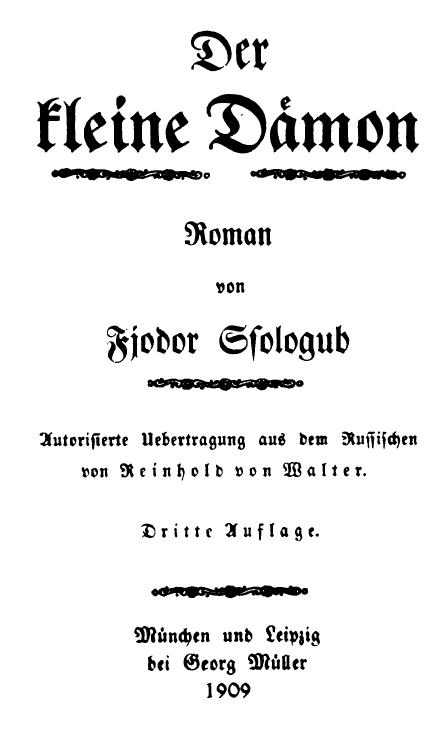 Der
kleine Dämon
Roman
von
Fjodor Sſologub
Autoriſierte Uebertragung aus dem Ruſſiſchen
von Reinhold von Walter.
Dritte Auflage.
München und Leipzig
bei Georg Müller
1909